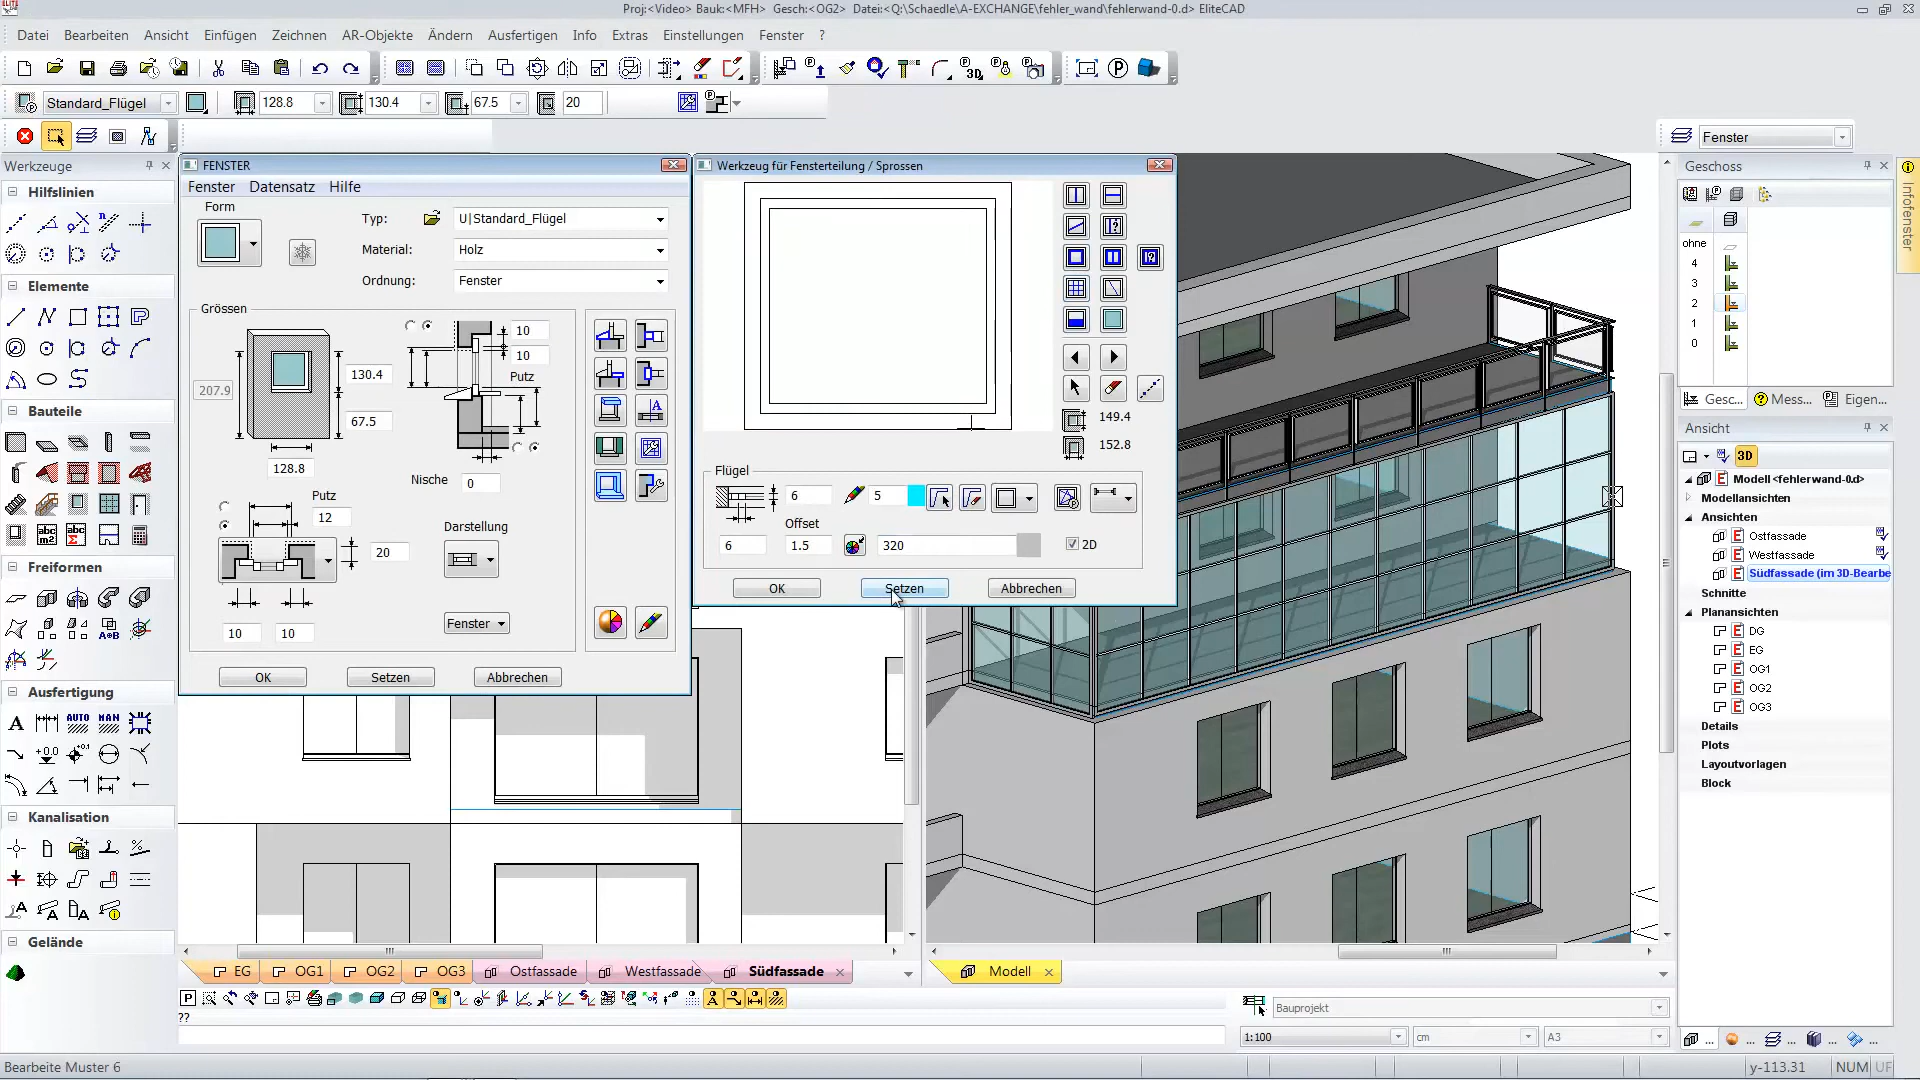 Proj:<Video> Bauk:<MFH> Gesch:<OG2> Datei:<Q:\Schaedle\A-EXCHANGE\fehler_wand\fehlerwand-0.d> EliteCAD
Datei Bearbeiten Ansicht Einfügen Zeichnen AR-Objekte Ändern Ausfertigen Info Extras Einstellungen Fenster ?
Standard_Flügel 128.8 130.4 67.5 20
Fenster
Werkzeuge
Hilfslinien
Elemente
Bauteile
Freiformen
Ausfertigung
Kanalisation
Gelände
FENSTER
Fenster Datensatz Hilfe
Form
Typ: U|Standard_Flügel
Material: Holz
Ordnung: Fenster
Grössen
207.9
130.4
67.5
128.8
10
10
Putz
Nische 0
Putz
12
20
Darstellung
10 10
Fenster
OK Setzen Abbrechen
Werkzeug für Fensterteilung / Sprossen
149.4
152.8
Flügel
6 5
Offset
6 1.5 320 2D
OK Setzen Abbrechen
Geschoss
ohne
4
3
2
1
0
Gesc... Mess... Eigen...
Infofenster
Ansicht
3D
Modell <fehlerwand-0.d>
Modellansichten
Ansichten
Ostfassade
Westfassade
Südfassade (im 3D-Bearbe
Schnitte
Planansichten
DG
EG
OG1
OG2
OG3
Details
Plots
Layoutvorlagen
Block
EG OG1 OG2 OG3 Ostfassade Westfassade Südfassade
Modell
??
Bauprojekt
1:100 cm A3
Bearbeite Muster 6
y-113.31 NUM UF